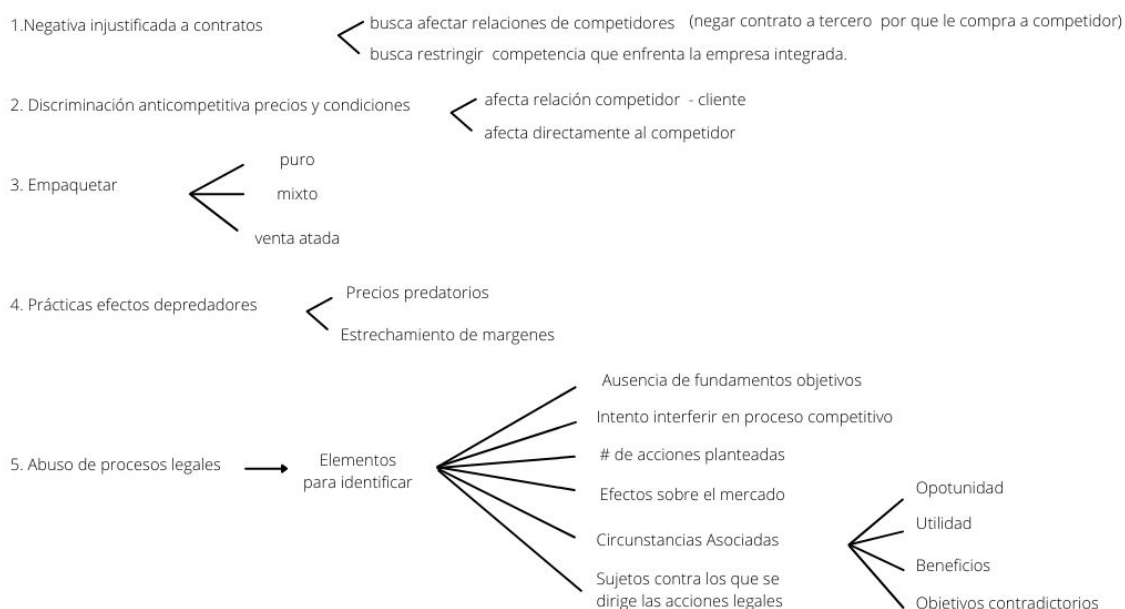 1.Negativa injustificada a contratos
busca afectar relaciones de competidores (negar contrato a tercero por que le compra a competidor)
busca restringir competencia que enfrenta la empresa integrada.
2. Discriminación anticompetitiva precios y condiciones
afecta relación competidor - cliente
afecta directamente al competidor
3. Empaquetar
puro
mixto
venta atada
4. Prácticas efectos depredadores
Precios predatorios
Estrechamiento de margenes
5. Abuso de procesos legales
Elementos
para identificar
Ausencia de fundamentos objetivos
Intento interferir en proceso competitivo
# de acciones planteadas
Efectos sobre el mercado
Circunstancias Asociadas
Sujetos contra los que se
dirige las acciones legales
Opotunidad
Utilidad
Beneficios
Objetivos contradictorios